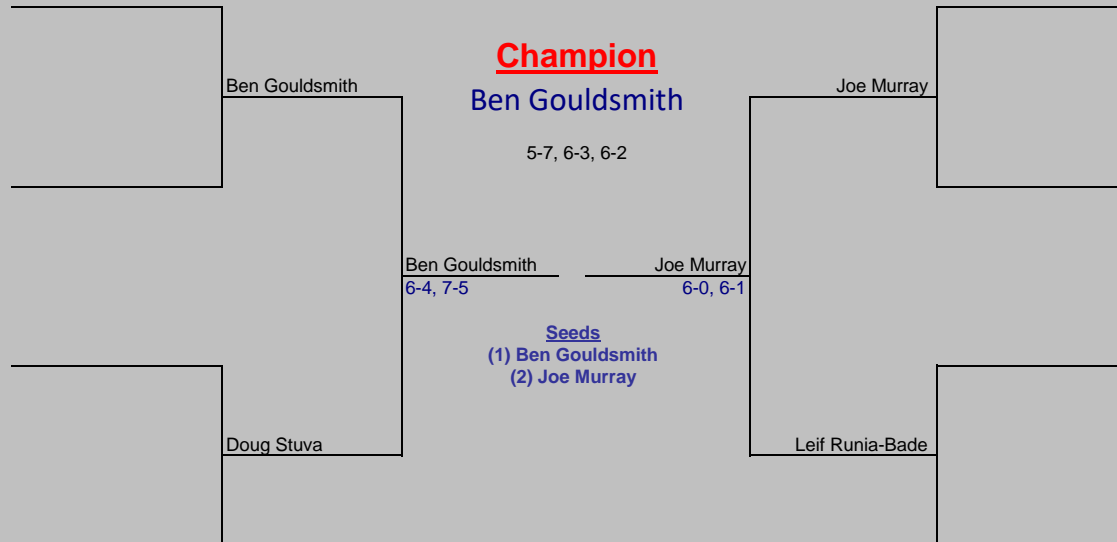 Champion
Ben Gouldsmith
Joe Murray
Ben Gouldsmith
5-7, 6-3, 6-2
Ben Gouldsmith
Joe Murray
6-4, 7-5
6-0, 6-1
Seeds
(1) Ben Gouldsmith
(2) Joe Murray
Doug Stuva
Leif Runia-Bade